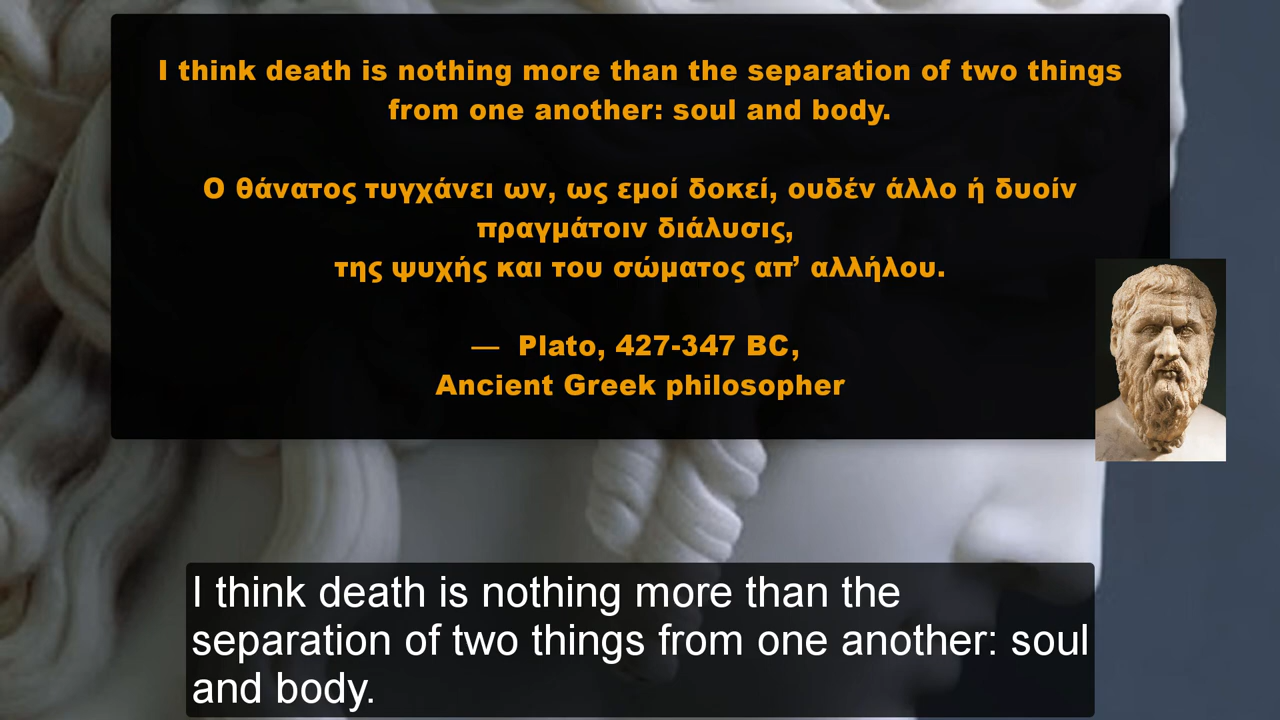 I think death is nothing more than the separation of two things
from one another: soul and body.
Ο θάνατος τυγχάνει ων, ως εμοί δοκεί, ουδέν άλλο ή δυοίν
πραγμάτοιν διάλυσις,
της ψυχής και του σώματος απ’ αλλήλου.
— Plato, 427-347 BC,
Ancient Greek philosopher
I think death is nothing more than the
separation of two things from one another: soul
and body.